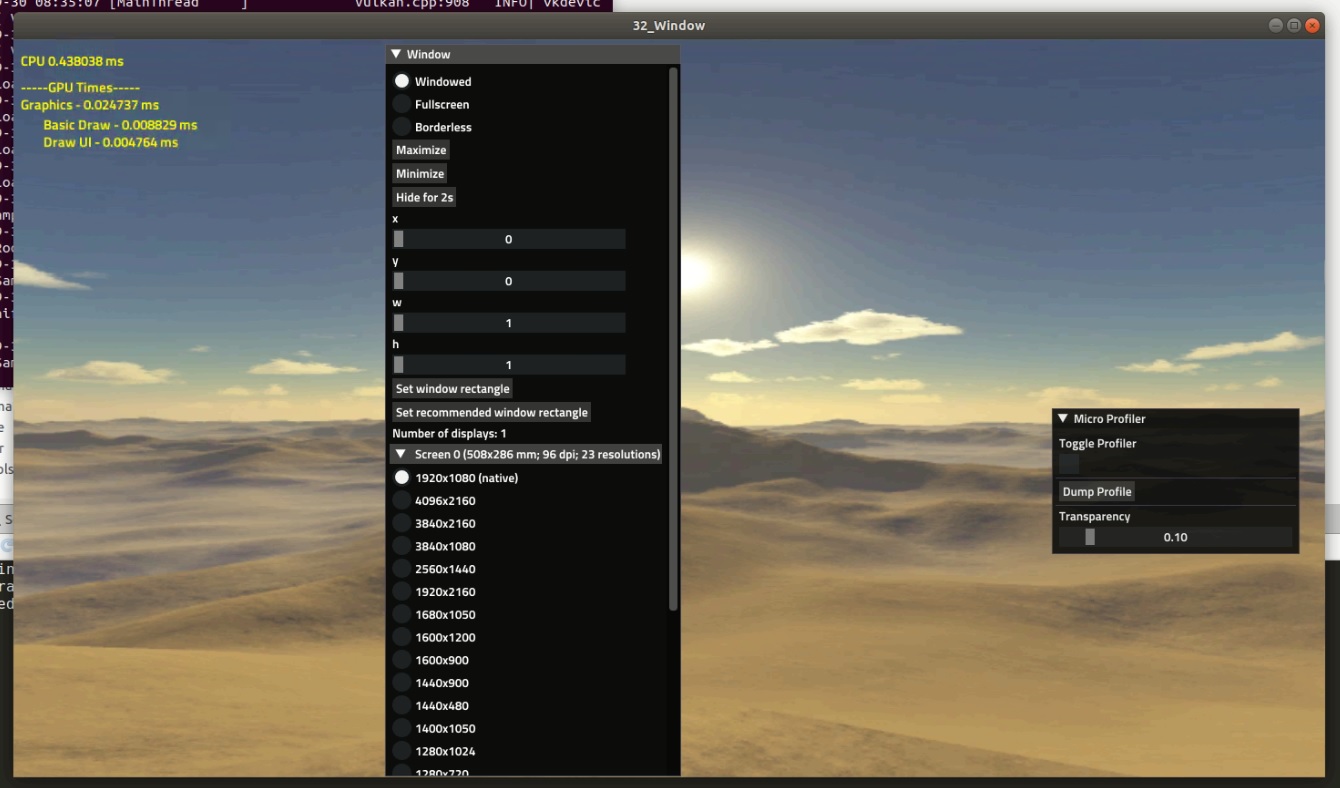 08:35:07 [MainThread ] vulkan.cpp:908 INFO| vkdevic
32_Window
CPU 0.438038 ms
-----GPU Times-----
Graphics - 0.024737 ms
Basic Draw - 0.008829 ms
Draw UI - 0.004764 ms
Window
Windowed
Fullscreen
Borderless
Maximize
Minimize
Hide for 2s
x
0
y
0
w
1
h
1
Set window rectangle
Set recommended window rectangle
Number of displays: 1
Screen 0 (508x286 mm; 96 dpi; 23 resolutions)
1920x1080 (native)
4096x2160
3840x2160
3840x1080
2560x1440
1920x2160
1680x1050
1600x1200
1600x900
1440x900
1440x480
1400x1050
1280x1024
1280x720
Micro Profiler
Toggle Profiler
Dump Profile
Transparency
0.10